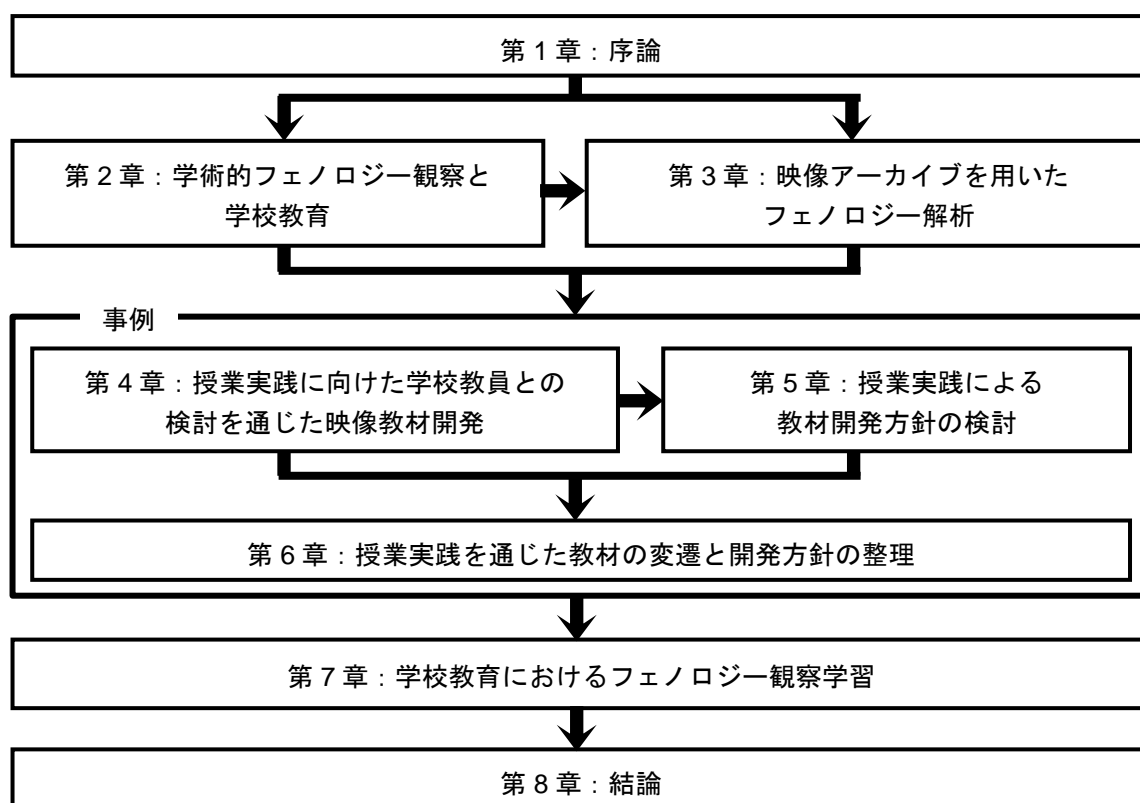 第1章：序論
第2章：学術的フェノロジー観察と
学校教育
第3章：映像アーカイブを用いた
フェノロジー解析
事例
第4章：授業実践に向けた学校教員との
検討を通じた映像教材開発
第5章：授業実践による
教材開発方針の検討
第6章：授業実践を通じた教材の変遷と開発方針の整理
第7章：学校教育におけるフェノロジー観察学習
第8章：結論